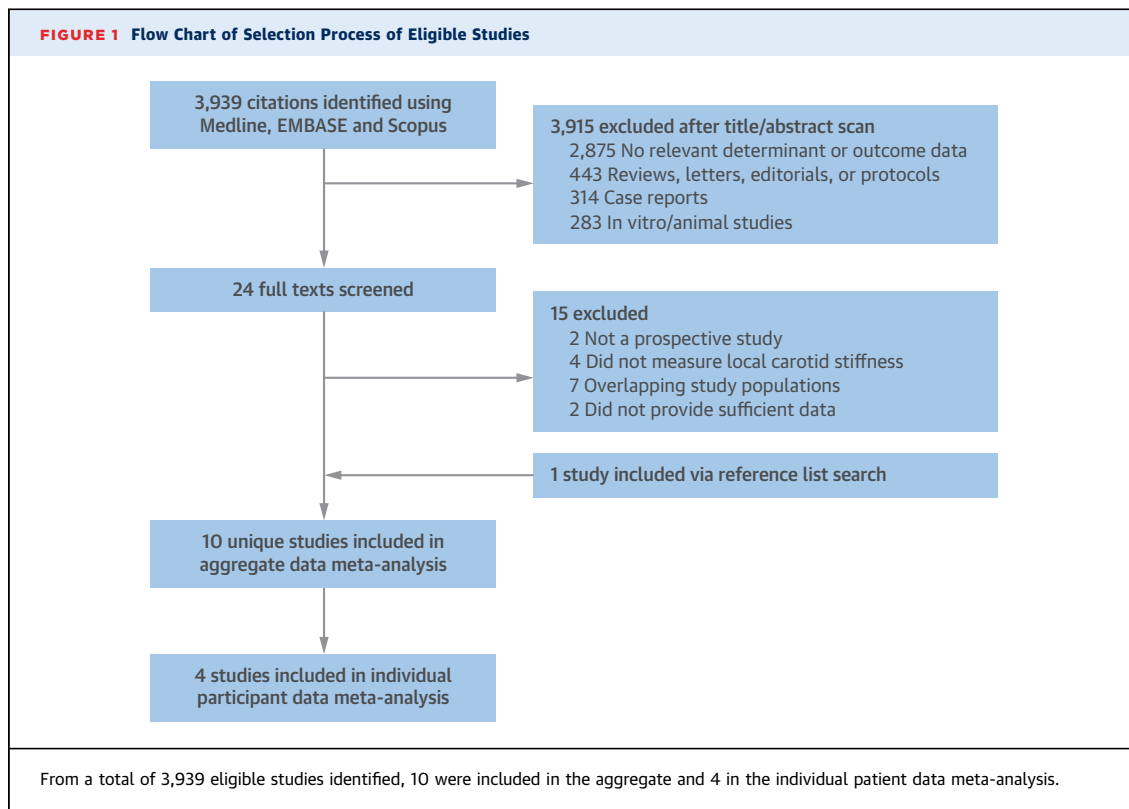 FIGURE 1 Flow Chart of Selection Process of Eligible Studies
3,939 citations identified using
Medline, EMBASE and Scopus
3,915 excluded after title/abstract scan
2,875 No relevant determinant or outcome data
443 Reviews, letters, editorials, or protocols
314 Case reports
283 In vitro/animal studies
24 full texts screened
15 excluded
2 Not a prospective study
4 Did not measure local carotid stiffness
7 Overlapping study populations
2 Did not provide sufficient data
1 study included via reference list search
10 unique studies included in
aggregate data meta-analysis
4 studies included in individual
participant data meta-analysis
From a total of 3,939 eligible studies identified, 10 were included in the aggregate and 4 in the individual patient data meta-analysis.